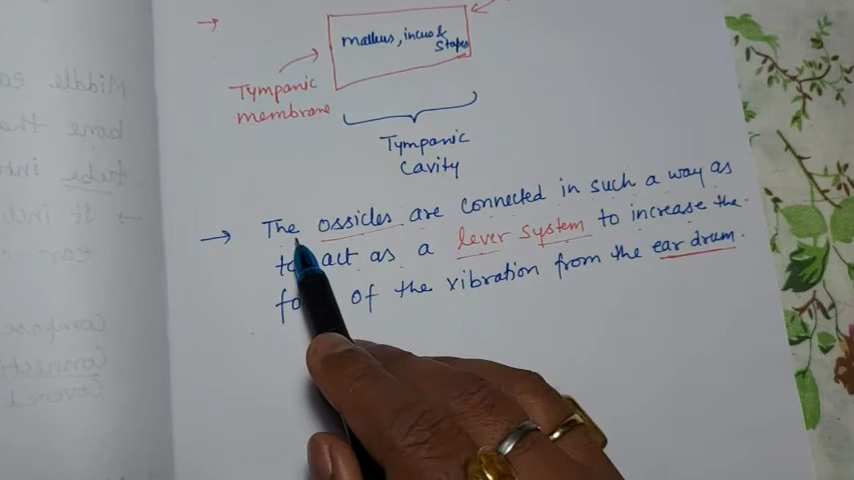 malleus, incus &
stapes
Tympanic
membrane
Tympanic
Cavity
The ossicles are connected in such a way as
to act as a lever system to increase the
of the vibration from the ear drum.